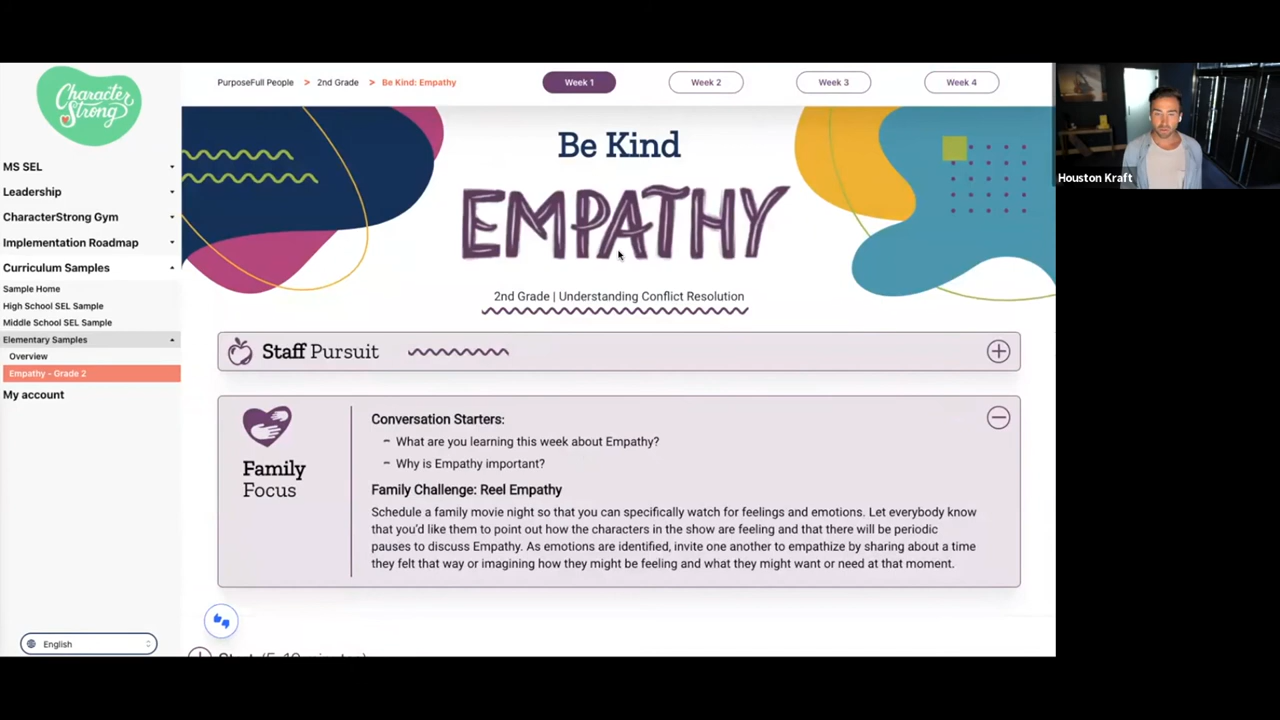 Character
Strong
MS SEL
Leadership
CharacterStrong Gym
Implementation Roadmap
Curriculum Samples
Sample Home
High School SEL Sample
Middle School SEL Sample
Elementary Samples
Overview
Empathy - Grade 2
My account
English
PurposeFull People > 2nd Grade > Be Kind: Empathy
Week 1
Week 2
Week 3
Week 4
Be Kind
EMPATHY
2nd Grade | Understanding Conflict Resolution
Staff Pursuit
Family
Focus
Conversation Starters:
– What are you learning this week about Empathy?
– Why is Empathy important?
Family Challenge: Reel Empathy
Schedule a family movie night so that you can specifically watch for feelings and emotions. Let everybody know
that you'd like them to point out how the characters in the show are feeling and that there will be periodic
pauses to discuss Empathy. As emotions are identified, invite one another to empathize by sharing about a time
they felt that way or imagining how they might be feeling and what they might want or need at that moment.
Houston Kraft